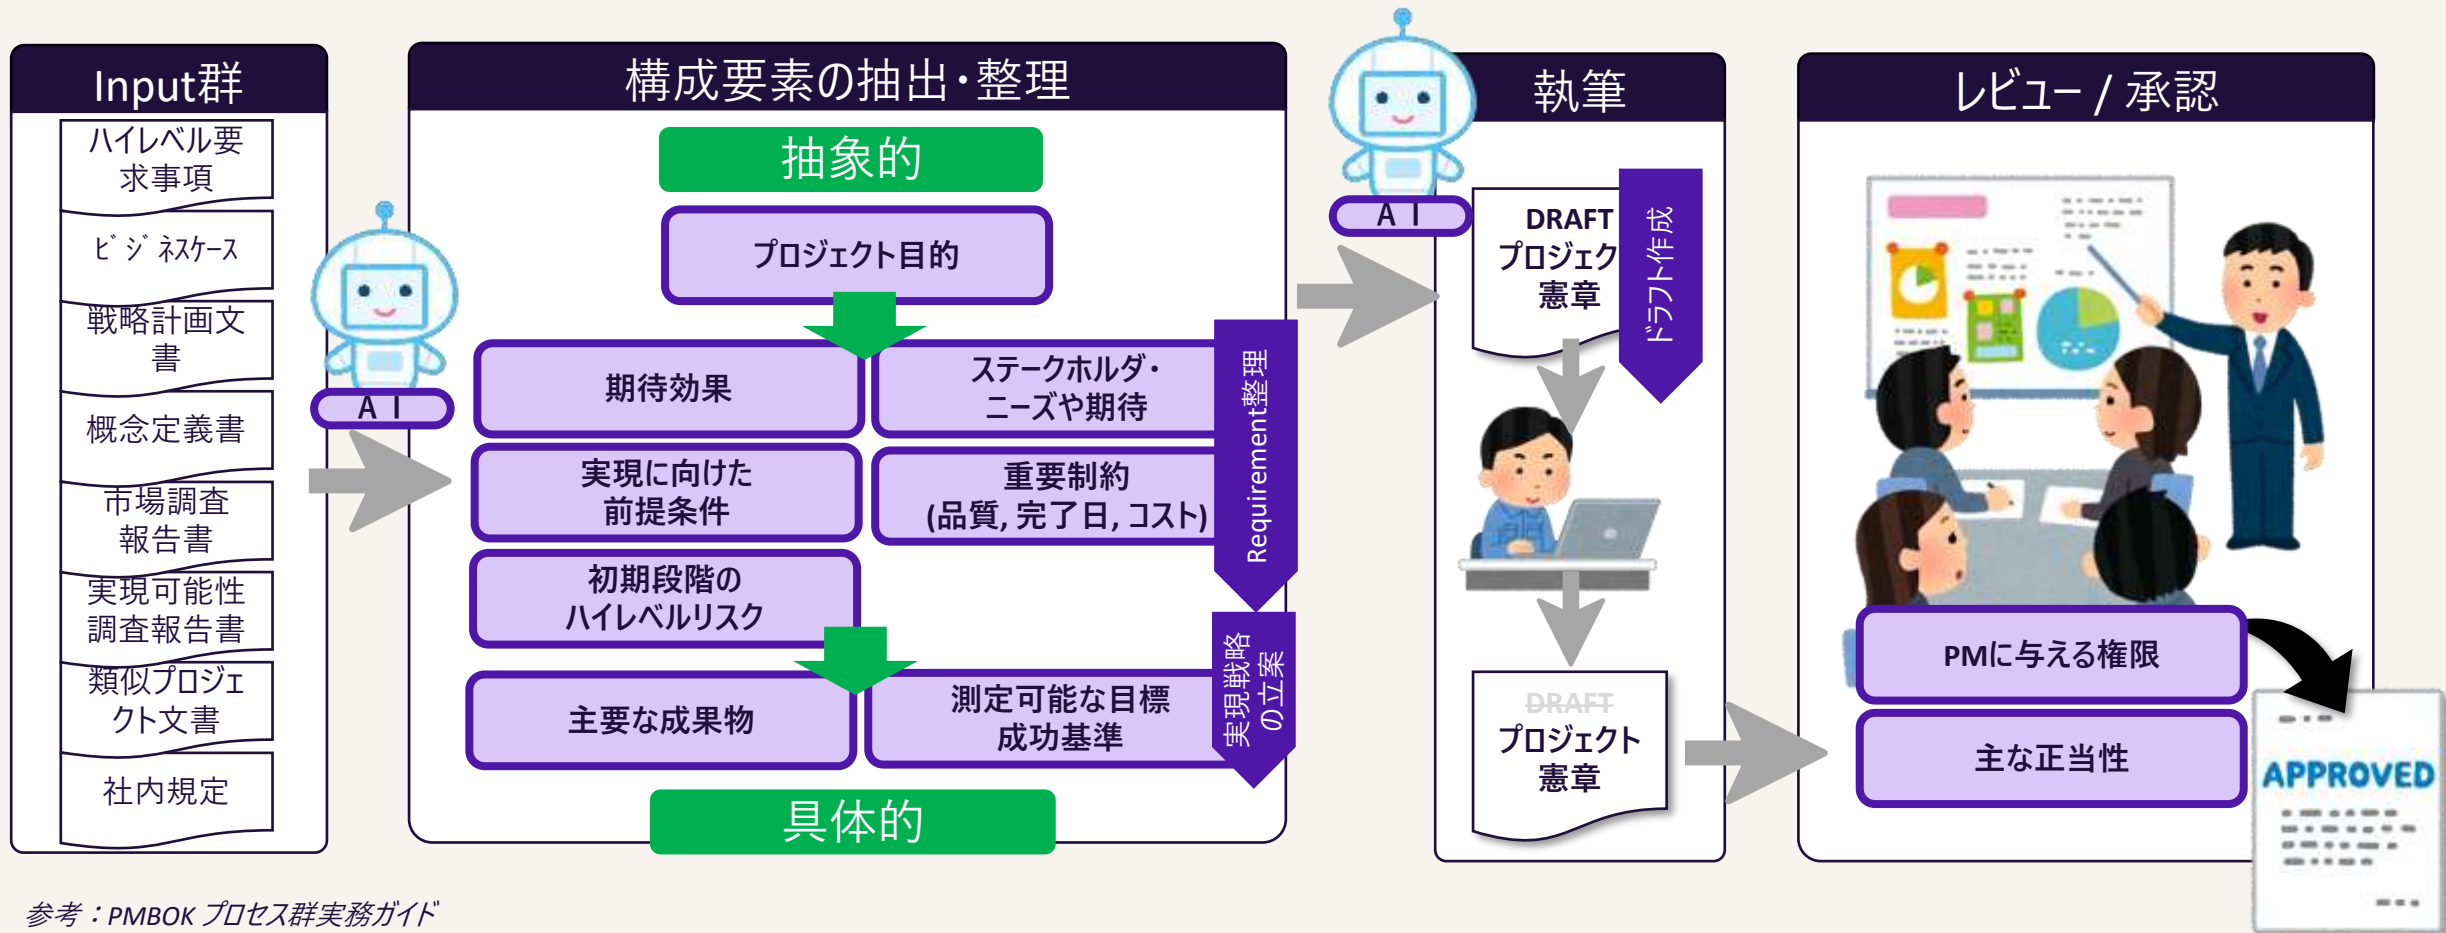 Input群
ハイレベル要
求事項
ビジネスケース
戦略計画文
書
概念定義書
市場調査
報告書
実現可能性
調査報告書
類似プロジェ
クト文書
社内規定
AI
構成要素の抽出・整理
抽象的
プロジェクト目的
期待効果
ステークホルダ・
ニーズや期待
実現に向けた
前提条件
重要制約
(品質, 完了日, コスト)
初期段階の
ハイレベルリスク
主要な成果物
測定可能な目標
成功基準
具体的
Requirement整理
実現戦略
の立案
AI
執筆
DRAFT
プロジェク
憲章
ドラフト作成
DRAFT
プロジェクト
憲章
レビュー / 承認
PMに与える権限
主な正当性
APPROVED
参考：PMBOK プロセス群実務ガイド